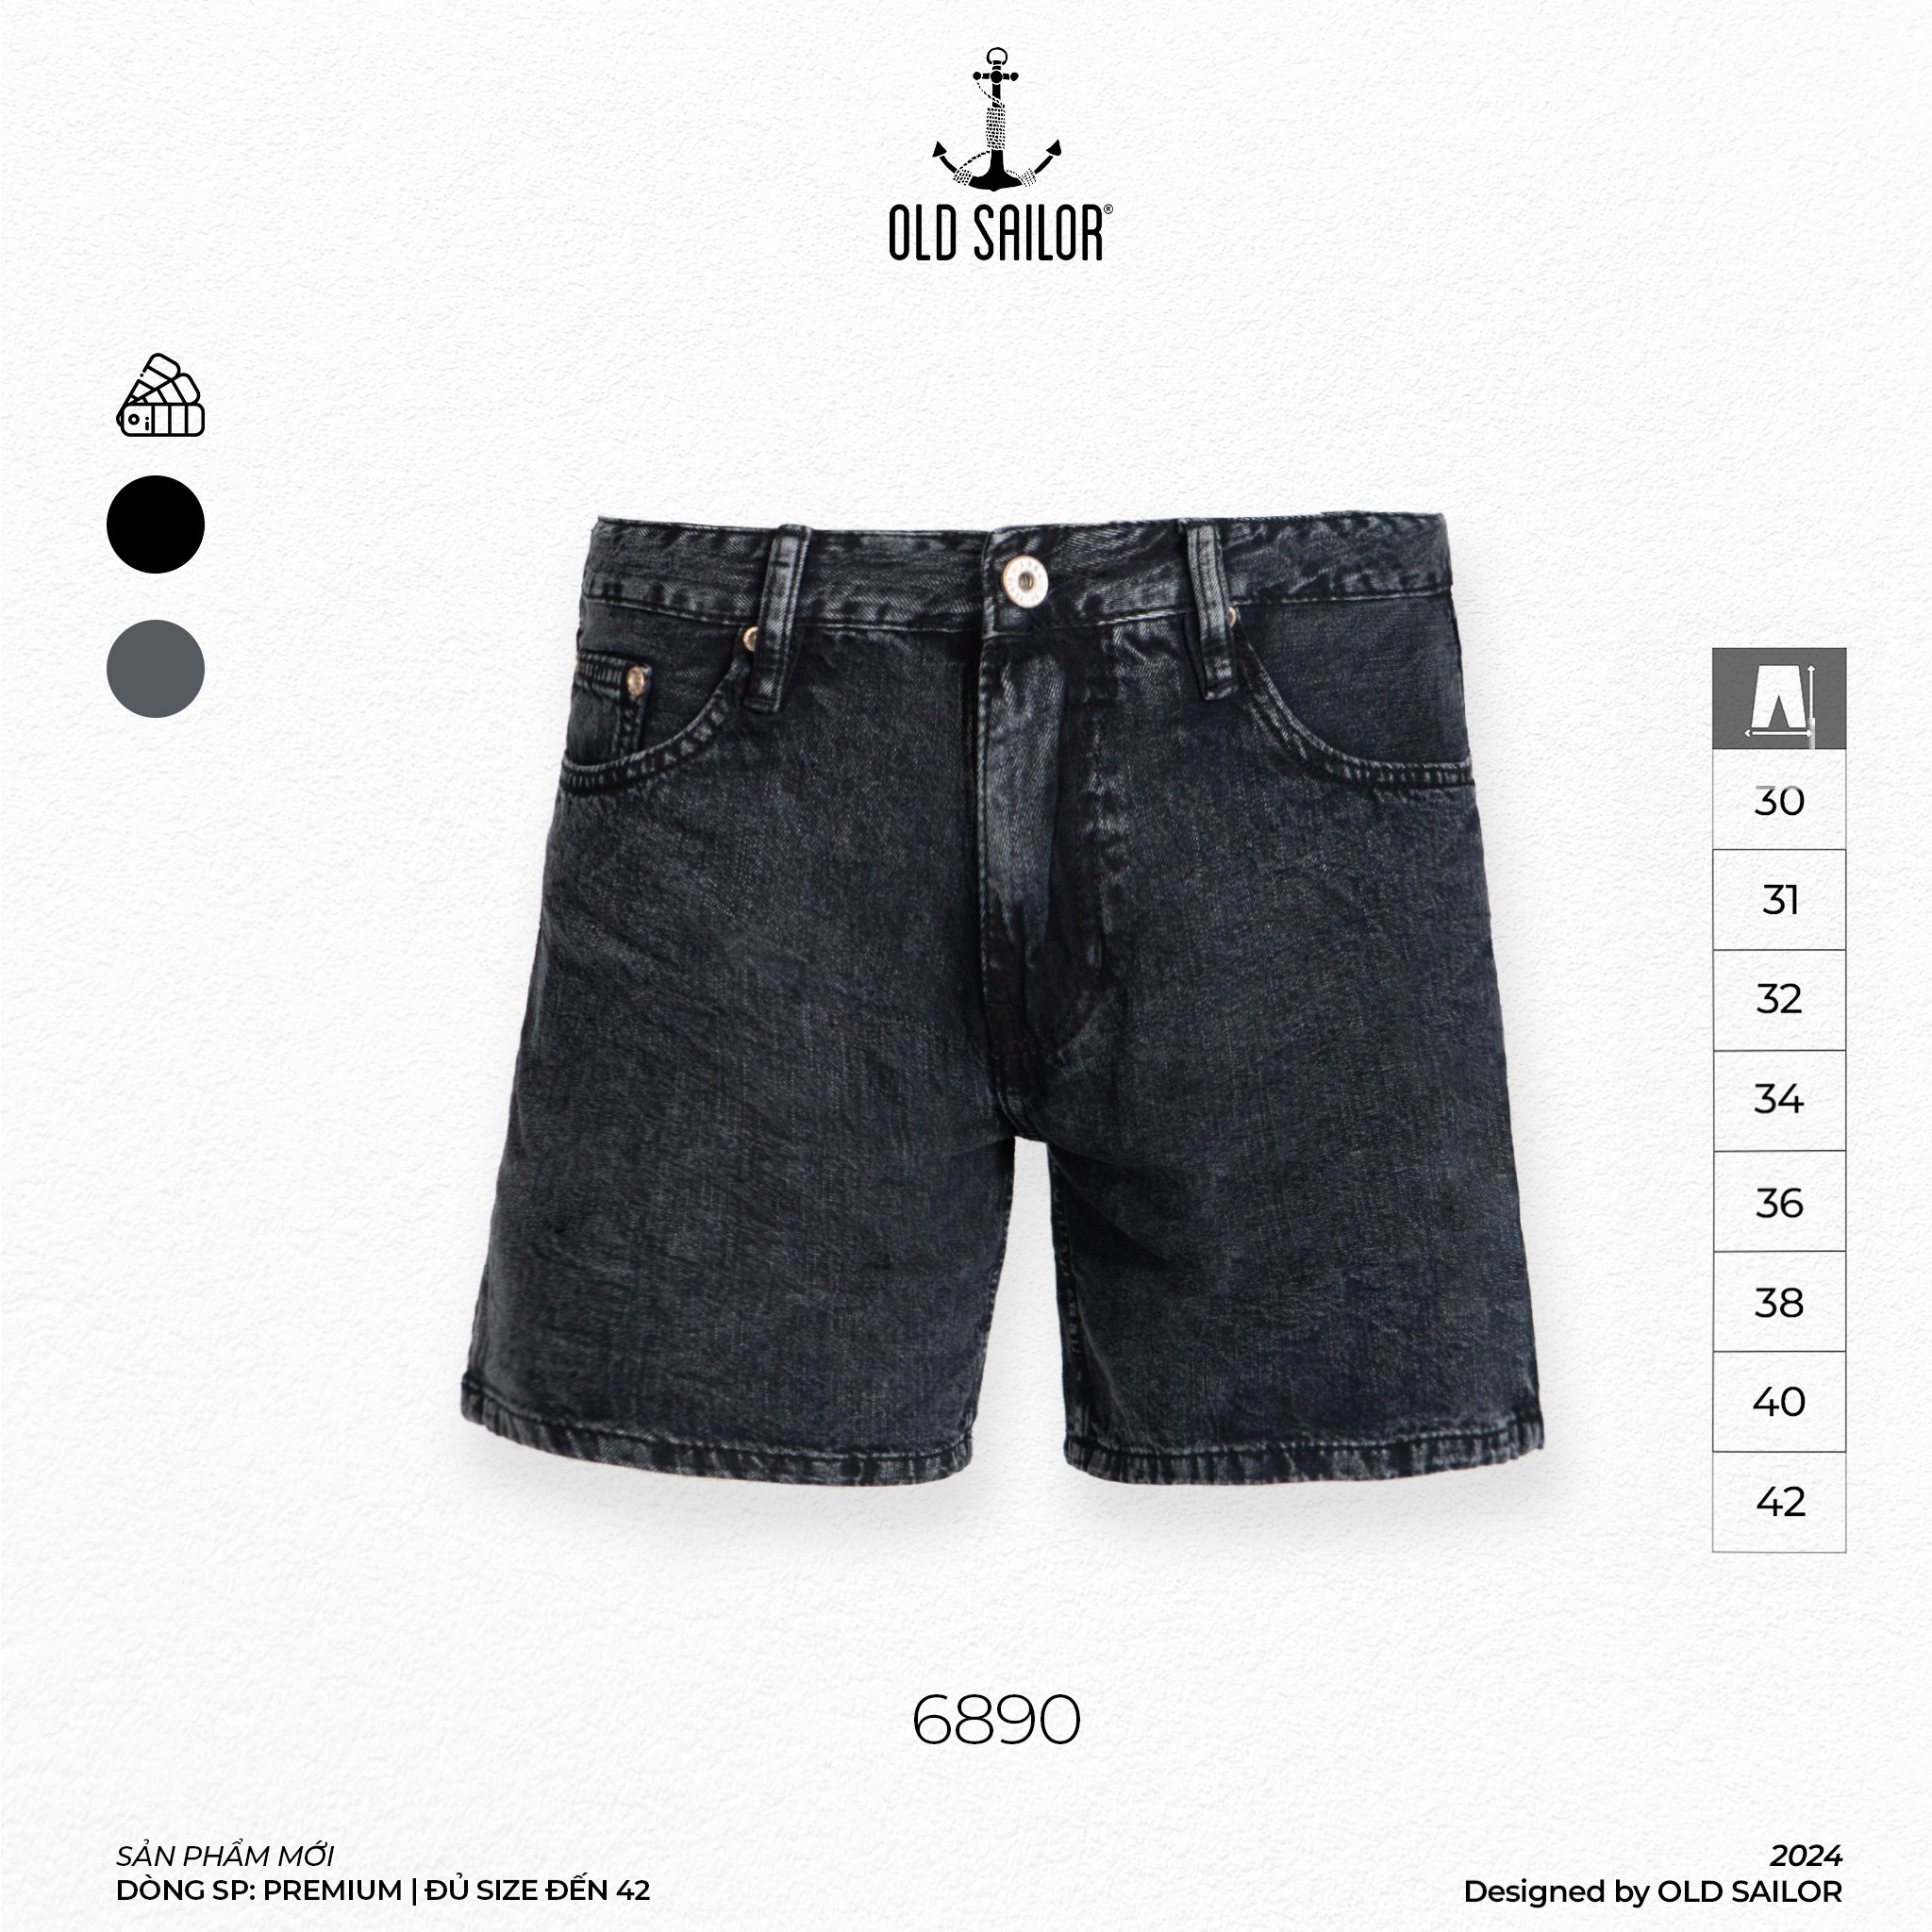 OLD SAILOR®
30
31
32
34
36
38
40
42
6890
SẢN PHẨM MỚI
DÒNG SP: PREMIUM | ĐỦ SIZE ĐẾN 42
2024
Designed by OLD SAILOR